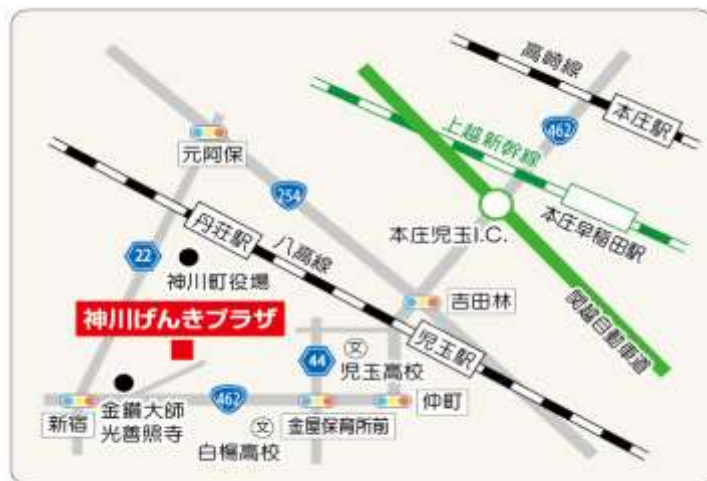 高崎線
本庄駅
462
上越新幹線
元阿保
254
本庄早稲田駅
丹荘駅
八高線
本庄児玉I.C.
22
神川町役場
関越自動車道
吉田林
神川げんきプラザ
児玉駅
44
文
児玉高校
金鑚大師
光善照寺
新宿
462
文
白楊高校
金屋保育所前
仲町